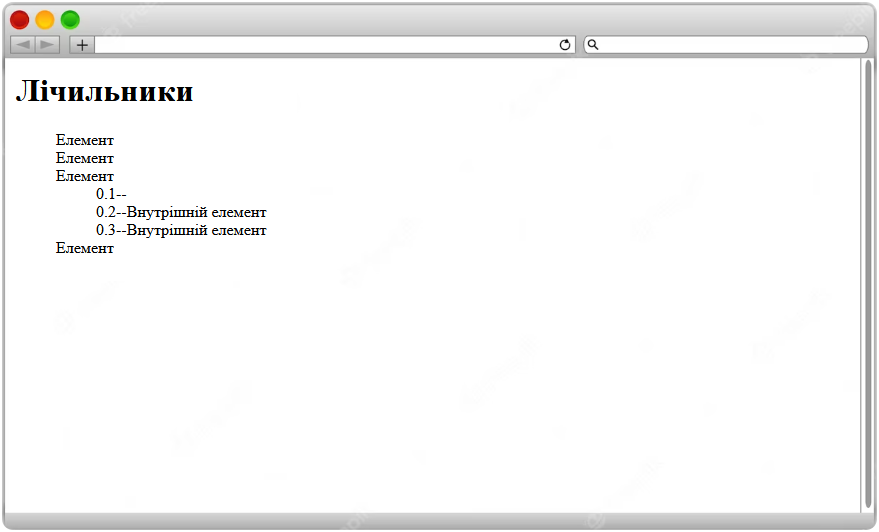 Лічильники
Елемент
Елемент
Елемент
0.1--
0.2--Внутрішній елемент
0.3--Внутрішній елемент
Елемент